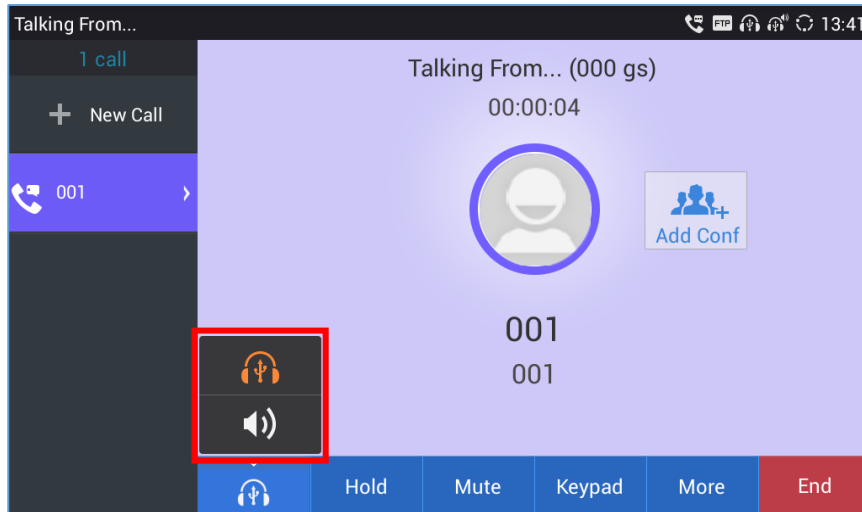 Talking From...
FTP
13:41
1 call
New Call
001
Talking From... (000 gs)
00:00:04
Add Conf
001
001
Hold
Mute
Keypad
More
End